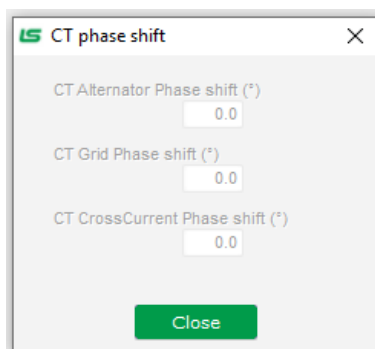 LS CT phase shift
CT Alternator Phase shift (°)
0.0
CT Grid Phase shift (°)
0.0
CT CrossCurrent Phase shift (°)
0.0
Close